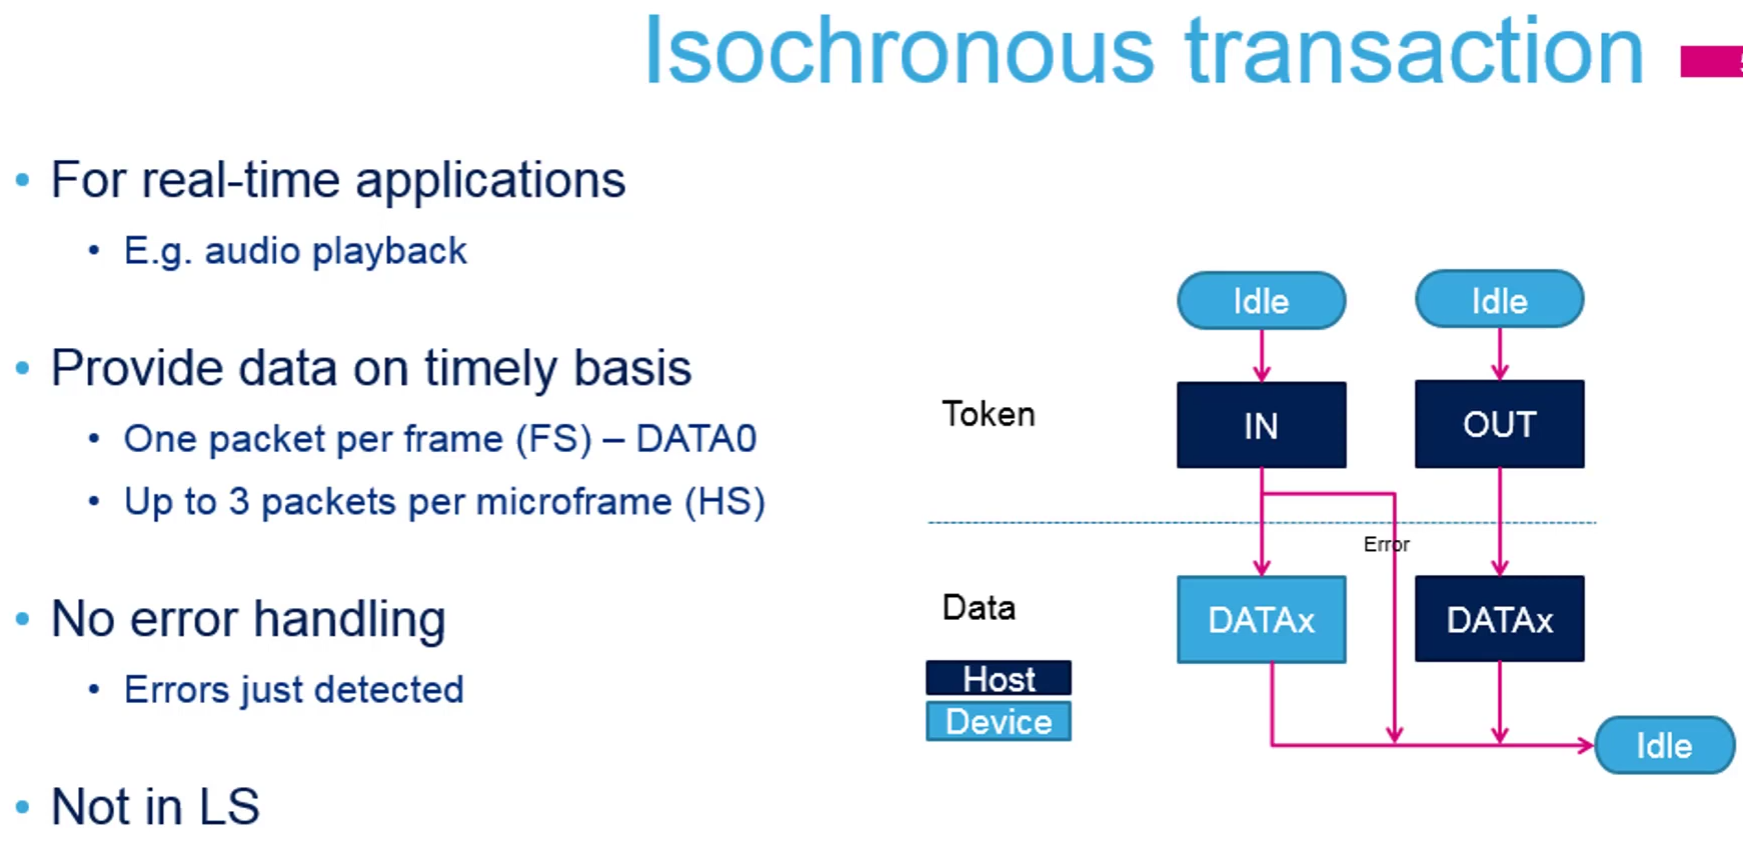 Isochronous transaction
• For real-time applications
• E.g. audio playback
• Provide data on timely basis
• One packet per frame (FS) – DATA0
• Up to 3 packets per microframe (HS)
• No error handling
• Errors just detected
• Not in LS
Idle
Idle
Token
IN
OUT
Error
Data
DATAx
DATAx
Host
Device
Idle